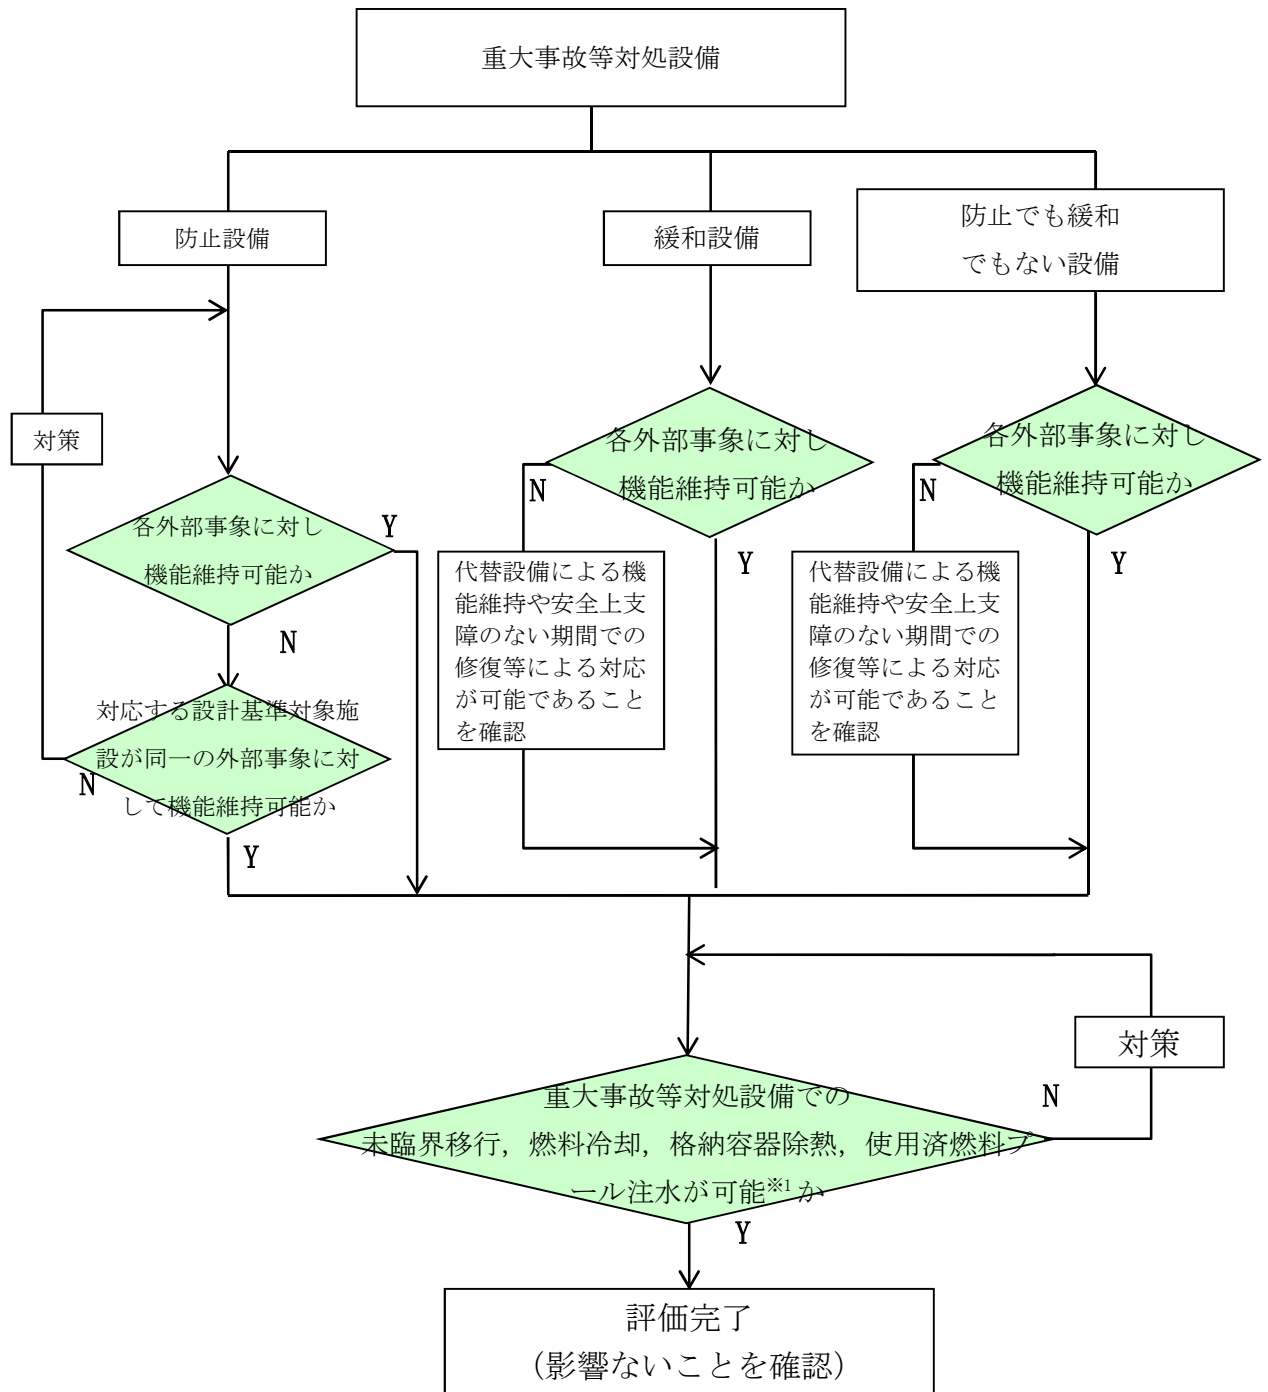 重大事故等対処設備
防止設備
緩和設備
防止でも緩和
でもない設備
対策
各外部事象に対し
機能維持可能か
Y
N
対応する設計基準対象施
設が同一の外部事象に対
して機能維持可能か
N
Y
各外部事象に対し
機能維持可能か
N
Y
代替設備による機
能維持や安全上支
障のない期間での
修復等による対応
が可能であること
を確認
各外部事象に対し
機能維持可能か
N
Y
代替設備による機
能維持や安全上支
障のない期間での
修復等による対応
が可能であること
を確認
対策
重大事故等対処設備での
未臨界移行，燃料冷却，格納容器除熱，使用済燃料プ
ール注水が可能※1か
N
Y
評価完了
（影響ないことを確認）